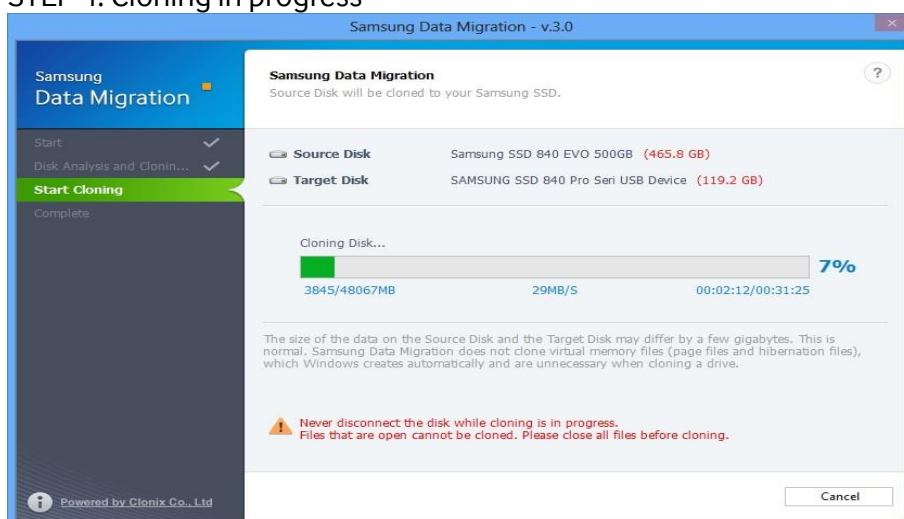 STEP 4. Cloning in progress
Samsung Data Migration - v.3.0
Samsung
Data Migration
Start
Disk Analysis and Clonin...
Start Cloning
Complete
Samsung Data Migration
Source Disk will be cloned to your Samsung SSD.
?
Source Disk Samsung SSD 840 EVO 500GB (465.8 GB)
Target Disk SAMSUNG SSD 840 Pro Seri USB Device (119.2 GB)
Cloning Disk...
7%
3845/48067MB 29MB/S 00:02:12/00:31:25
The size of the data on the Source Disk and the Target Disk may differ by a few gigabytes. This is
normal. Samsung Data Migration does not clone virtual memory files (page files and hibernation files),
which Windows creates automatically and are unnecessary when cloning a drive.
Never disconnect the disk while cloning is in progress.
Files that are open cannot be cloned. Please close all files before cloning.
Powered by Clonix Co., Ltd
Cancel